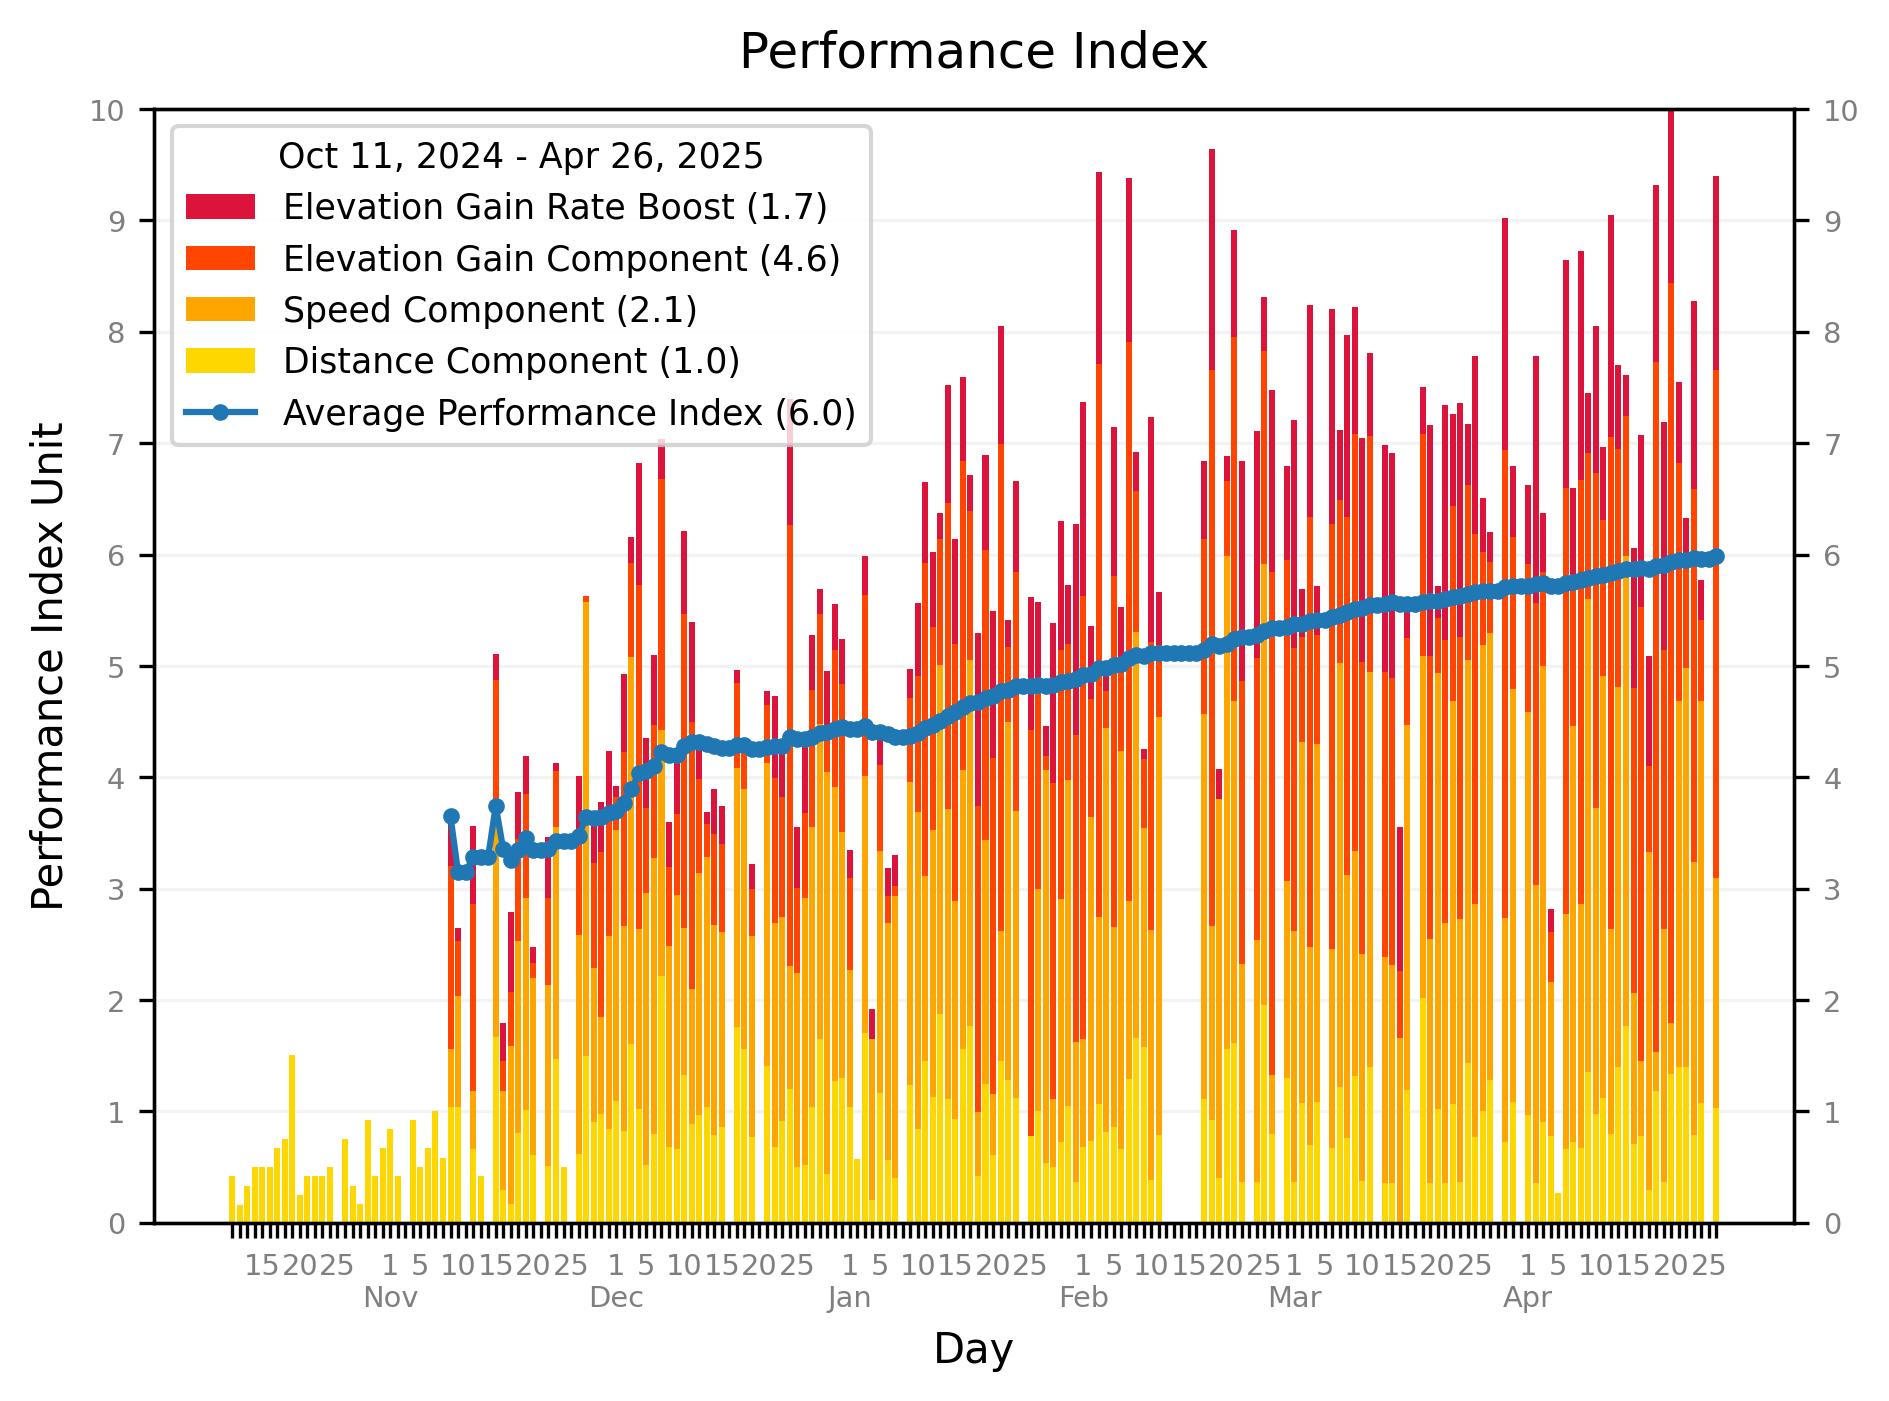 Performance Index
Oct 11, 2024 - Apr 26, 2025
Elevation Gain Rate Boost (1.7)
Elevation Gain Component (4.6)
Speed Component (2.1)
Distance Component (1.0)
Average Performance Index (6.0)
Performance Index Unit
10 10
9 9
8 8
7 7
6 6
5 5
4 4
3 3
2 2
1 1
0 0
15 20 25 1 5 10 15 20 25 1 5 10 15 20 25 1 5 10 15 20 25 1 5 10 15 20 25 1 5 10 15 20 25 1 5 10 15 20 25
Nov Dec Jan Feb Mar Apr
Day